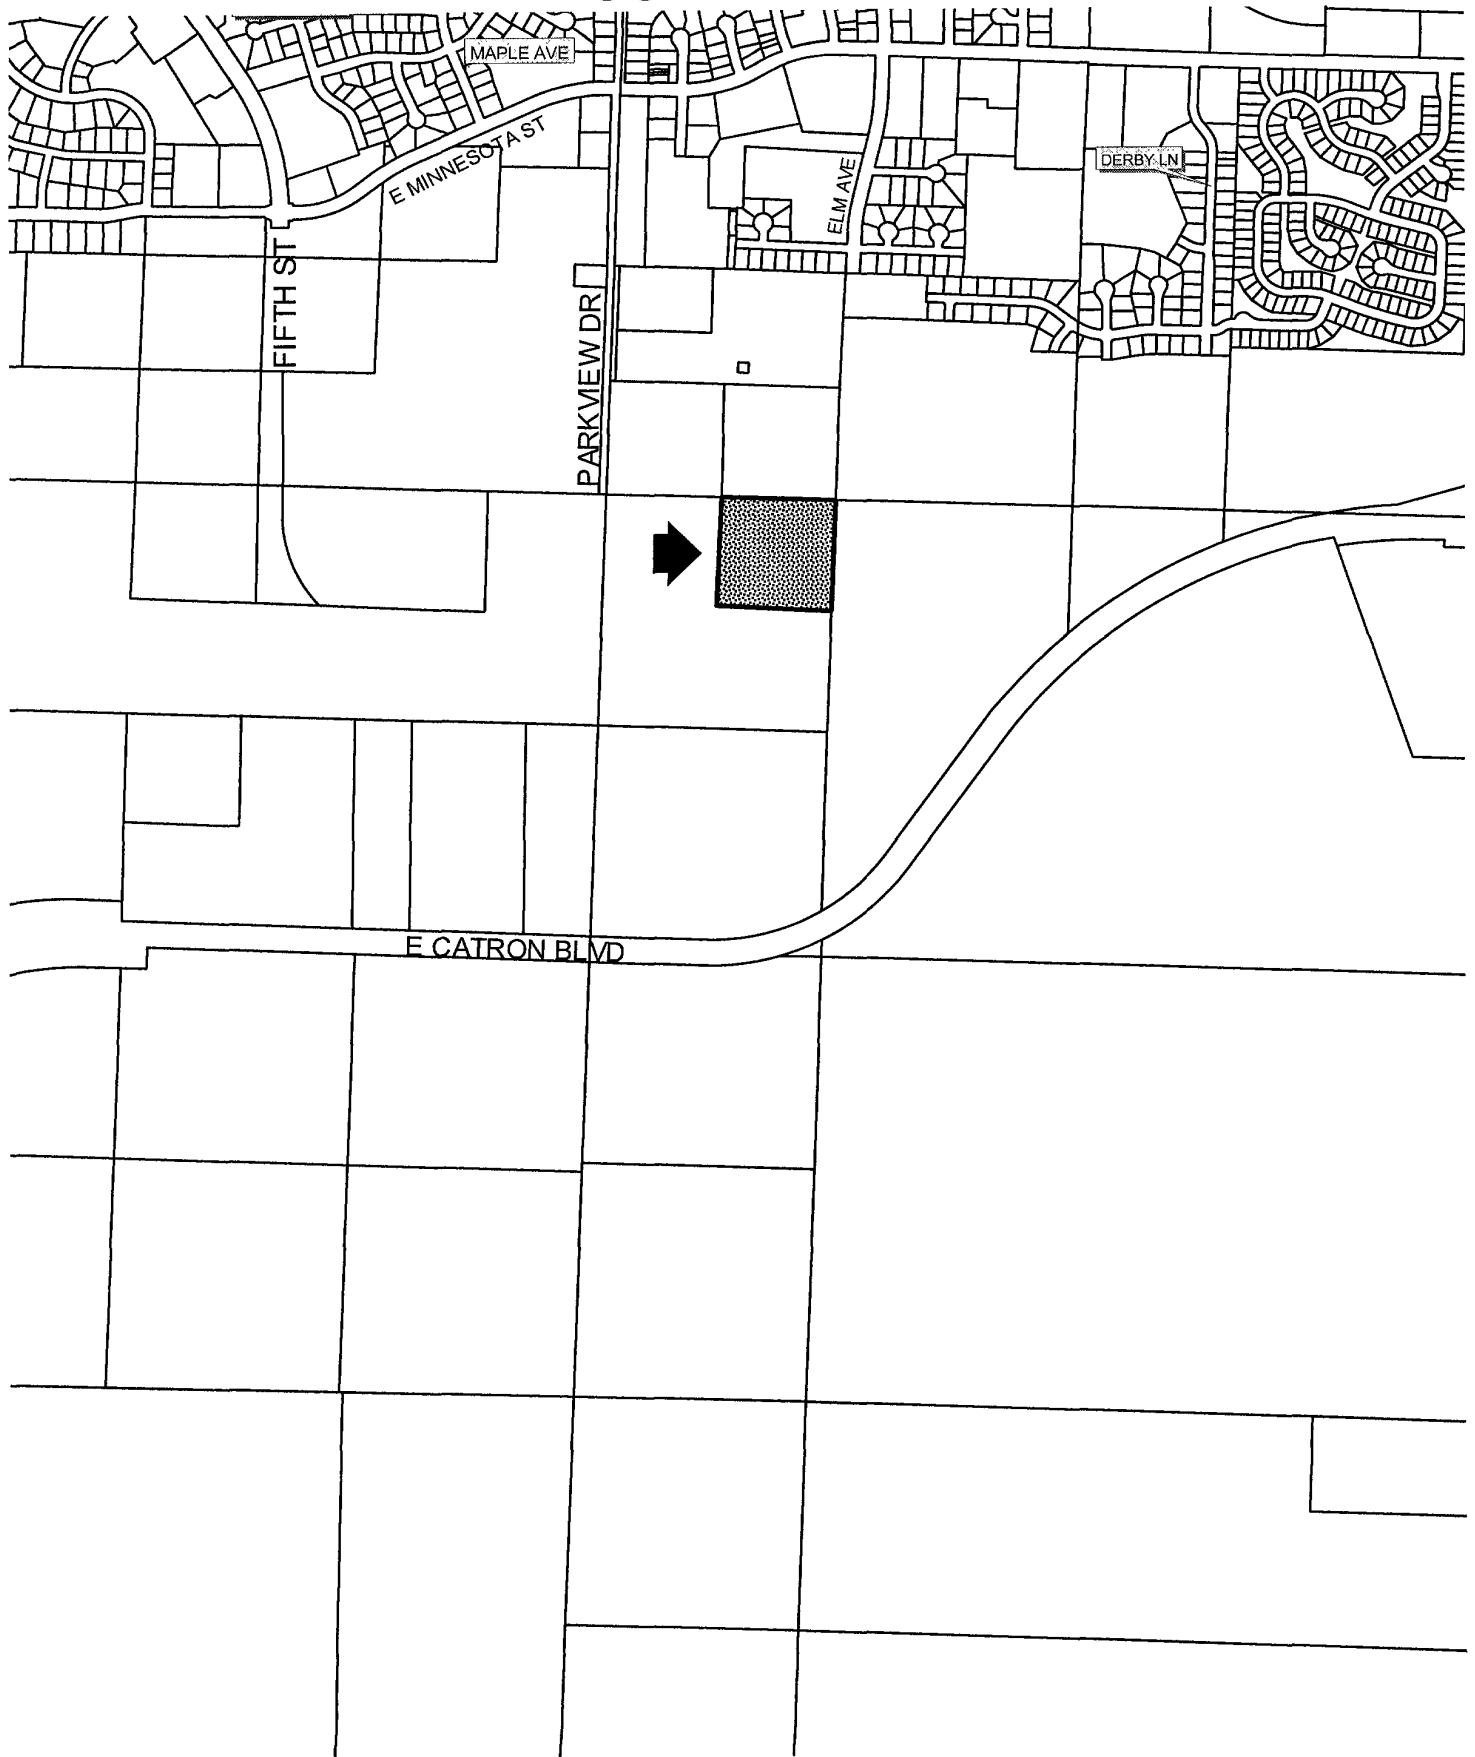 MAPLE AVE
E MINNESOTA ST
DERBY LN
ELM AVE
FIFTH ST
PARKVIEW DR
E CATRON BLVD